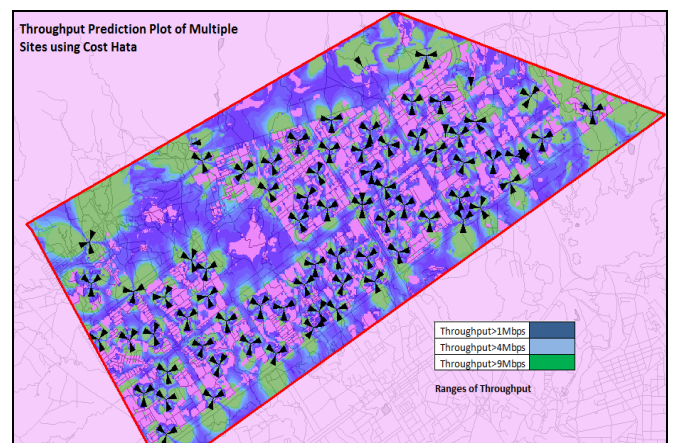 Throughput Prediction Plot of Multiple
Sites using Cost Hata
Throughput>1Mbps
Throughput>4Mbps
Throughput>9Mbps
Ranges of Throughput